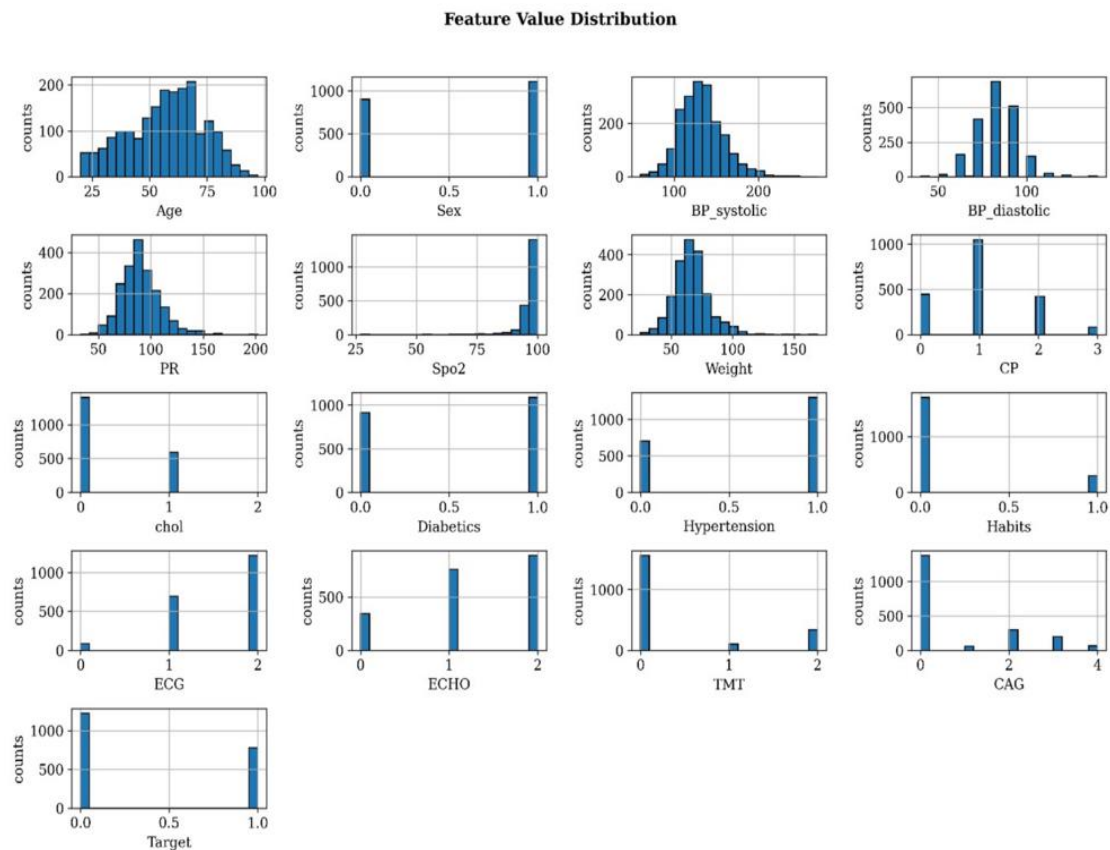 Feature Value Distribution
counts
200
100
0
25 50 75 100
Age
counts
1000
500
0
0.0 0.5 1.0
Sex
counts
200
0
100 200
BP_systolic
counts
500
250
0
50 100
BP_diastolic
counts
400
200
0
50 100 150 200
PR
counts
1000
500
0
25 50 75 100
Spo2
counts
400
200
0
50 100 150
Weight
counts
1000
500
0
0 1 2 3
CP
counts
1000
500
0
0 1 2
chol
counts
1000
500
0
0.0 0.5 1.0
Diabetics
counts
1000
500
0
0.0 0.5 1.0
Hypertension
counts
1000
0
0.0 0.5 1.0
Habits
counts
1000
500
0
0 1 2
ECG
counts
500
0
0 1 2
ECHO
counts
1000
0
0 1 2
TMT
counts
1000
500
0
0 2 4
CAG
counts
1000
500
0
0.0 0.5 1.0
Target